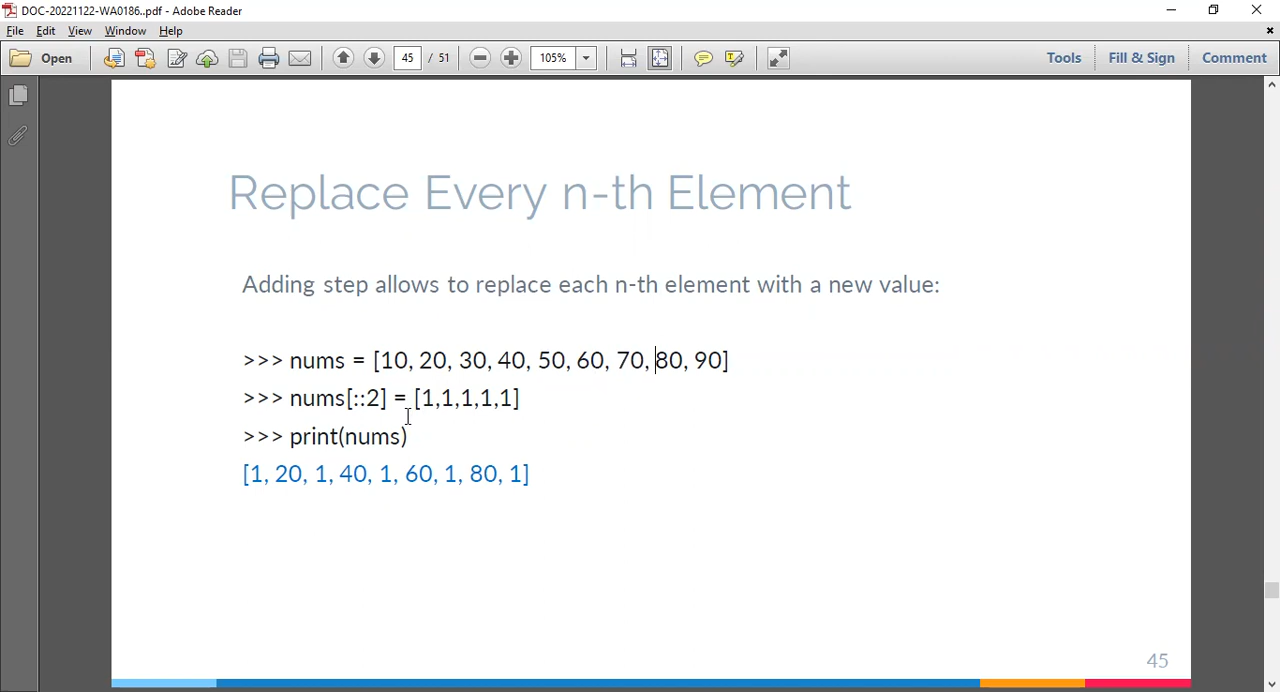 DOC-20221122-WA0186..pdf - Adobe Reader
File Edit View Window Help
Open 45 / 51 105% Tools Fill & Sign Comment
Replace Every n-th Element
Adding step allows to replace each n-th element with a new value:
>>> nums = [10, 20, 30, 40, 50, 60, 70, 80, 90]
>>> nums[::2] = [1,1,1,1,1]
>>> print(nums)
[1, 20, 1, 40, 1, 60, 1, 80, 1]
45